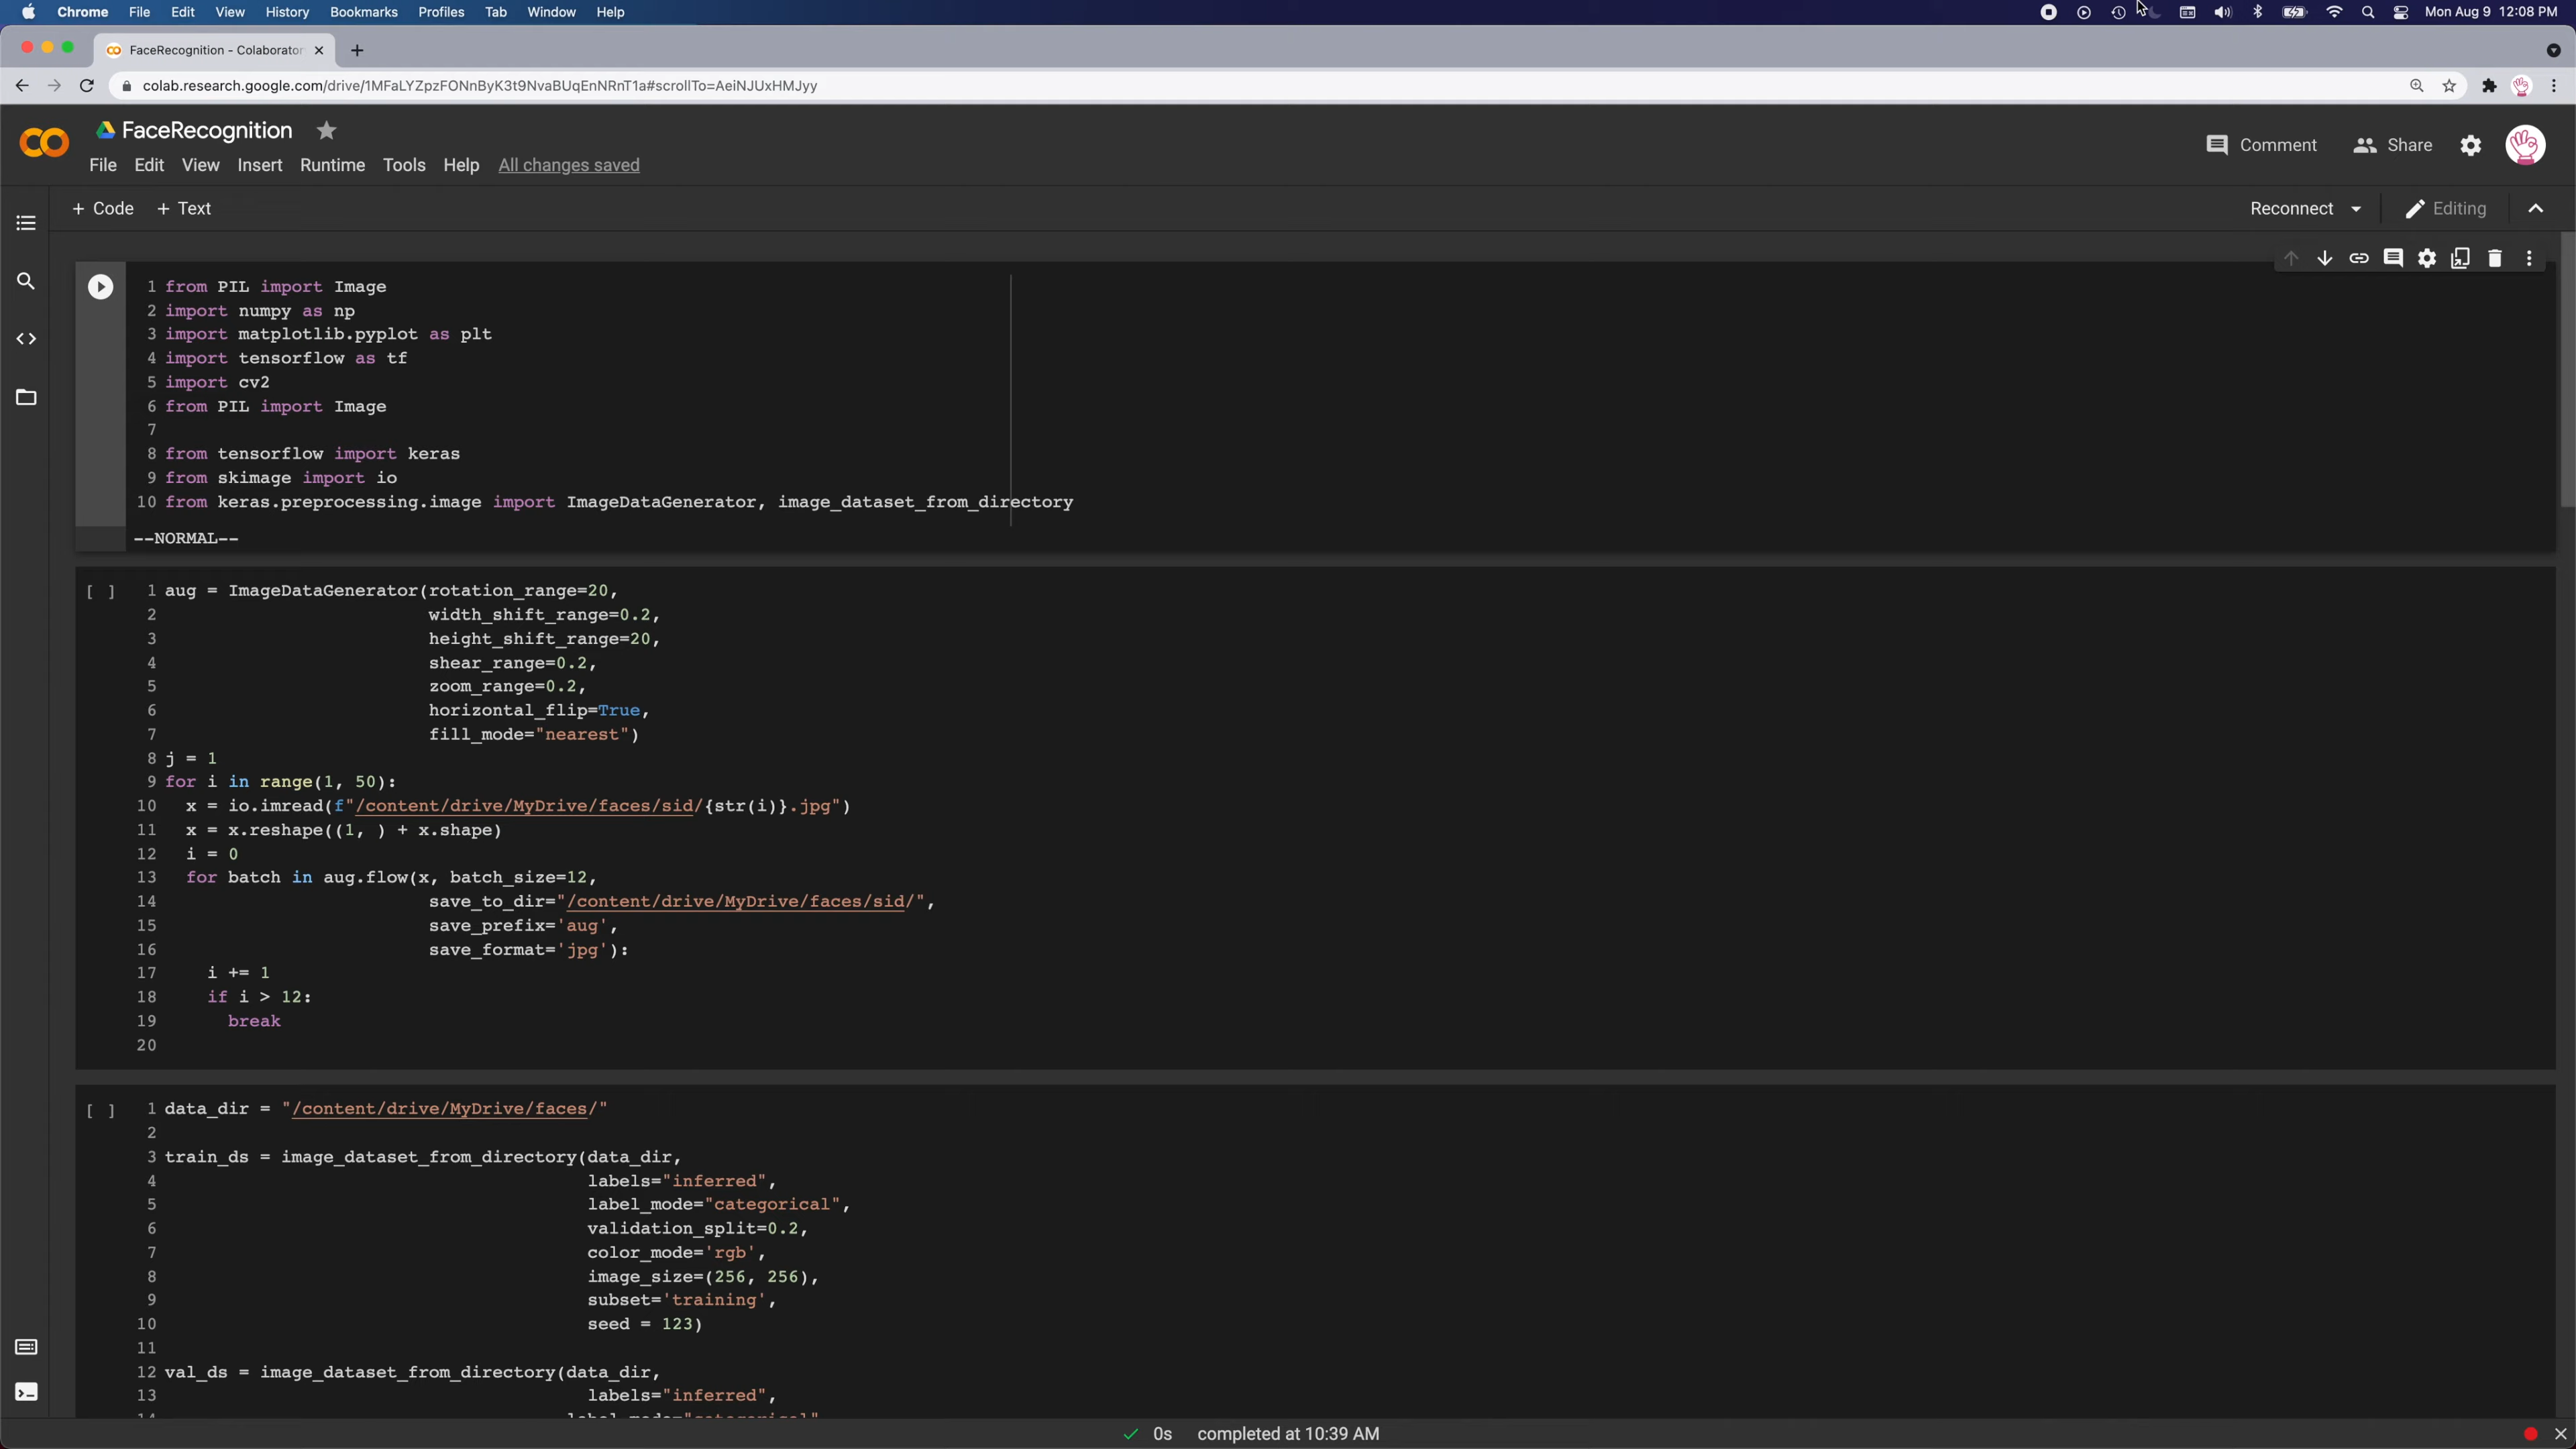 Chrome File Edit View History Bookmarks Profiles Tab Window Help Mon Aug 9 12:08 PM
FaceRecognition - Colaborator
colab.research.google.com/drive/1MFaLYZpzFONnByK3t9NvaBUqEnNRnT1a#scrollTo=AeiNJUxHMJyy
FaceRecognition
Comment Share
File Edit View Insert Runtime Tools Help All changes saved
+ Code + Text Reconnect Editing
1 from PIL import Image
2 import numpy as np
3 import matplotlib.pyplot as plt
4 import tensorflow as tf
5 import cv2
6 from PIL import Image
7
8 from tensorflow import keras
9 from skimage import io
10 from keras.preprocessing.image import ImageDataGenerator, image_dataset_from_directory
--NORMAL--
[ ] 1 aug = ImageDataGenerator(rotation_range=20,
2 width_shift_range=0.2,
3 height_shift_range=20,
4 shear_range=0.2,
5 zoom_range=0.2,
6 horizontal_flip=True,
7 fill_mode="nearest")
8 j = 1
9 for i in range(1, 50):
10 x = io.imread(f"/content/drive/MyDrive/faces/sid/{str(i)}.jpg")
11 x = x.reshape((1, ) + x.shape)
12 i = 0
13 for batch in aug.flow(x, batch_size=12,
14 save_to_dir="/content/drive/MyDrive/faces/sid/",
15 save_prefix='aug',
16 save_format='jpg'):
17 i += 1
18 if i > 12:
19 break
20
[ ] 1 data_dir = "/content/drive/MyDrive/faces/"
2
3 train_ds = image_dataset_from_directory(data_dir,
4 labels="inferred",
5 label_mode="categorical",
6 validation_split=0.2,
7 color_mode='rgb',
8 image_size=(256, 256),
9 subset='training',
10 seed = 123)
11
12 val_ds = image_dataset_from_directory(data_dir,
13 labels="inferred",
0s completed at 10:39 AM